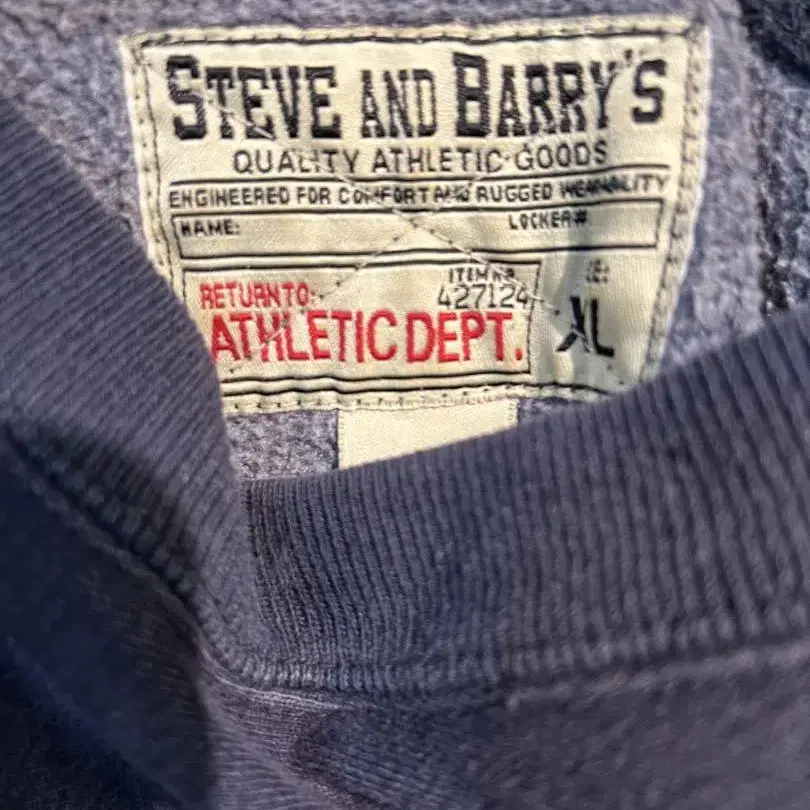 STEVE AND BARRY'S
QUALITY ATHLETIC GOODS
ENGINEERED FOR COMFORT AND RUGGED WEARABILITY
NAME: LOCKER#
RETURN TO: ITEM NO.
427124
ATHLETIC DEPT. XL